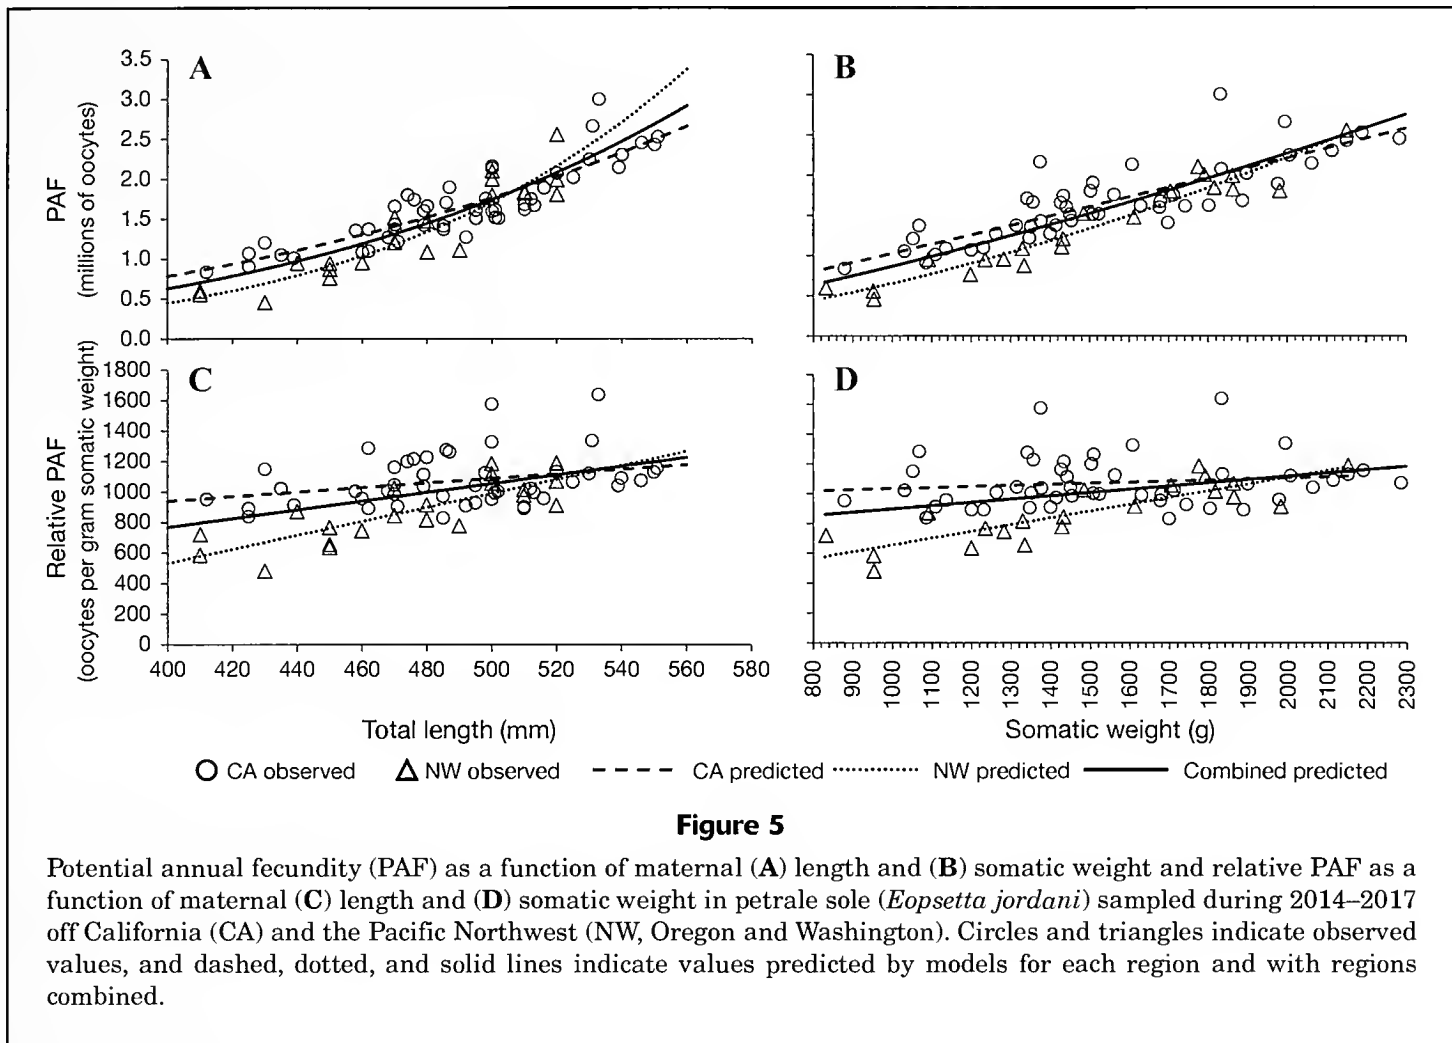 A
B
3.5
3.0
2.5
2.0
1.5
1.0
0.5
0.0
PAF
(millions of oocytes)
C
D
1800
1600
1400
1200
1000
800
600
400
200
0
Relative PAF
(oocytes per gram somatic weight)
400 420 440 460 480 500 520 540 560 580
800 900 1000 1100 1200 1300 1400 1500 1600 1700 1800 1900 2000 2100 2200 2300
Total length (mm)
Somatic weight (g)
CA observed NW observed CA predicted NW predicted Combined predicted
Figure 5
Potential annual fecundity (PAF) as a function of maternal (A) length and (B) somatic weight and relative PAF as a
function of maternal (C) length and (D) somatic weight in petrale sole (Eopsetta jordani) sampled during 2014–2017
off California (CA) and the Pacific Northwest (NW, Oregon and Washington). Circles and triangles indicate observed
values, and dashed, dotted, and solid lines indicate values predicted by models for each region and with regions
combined.